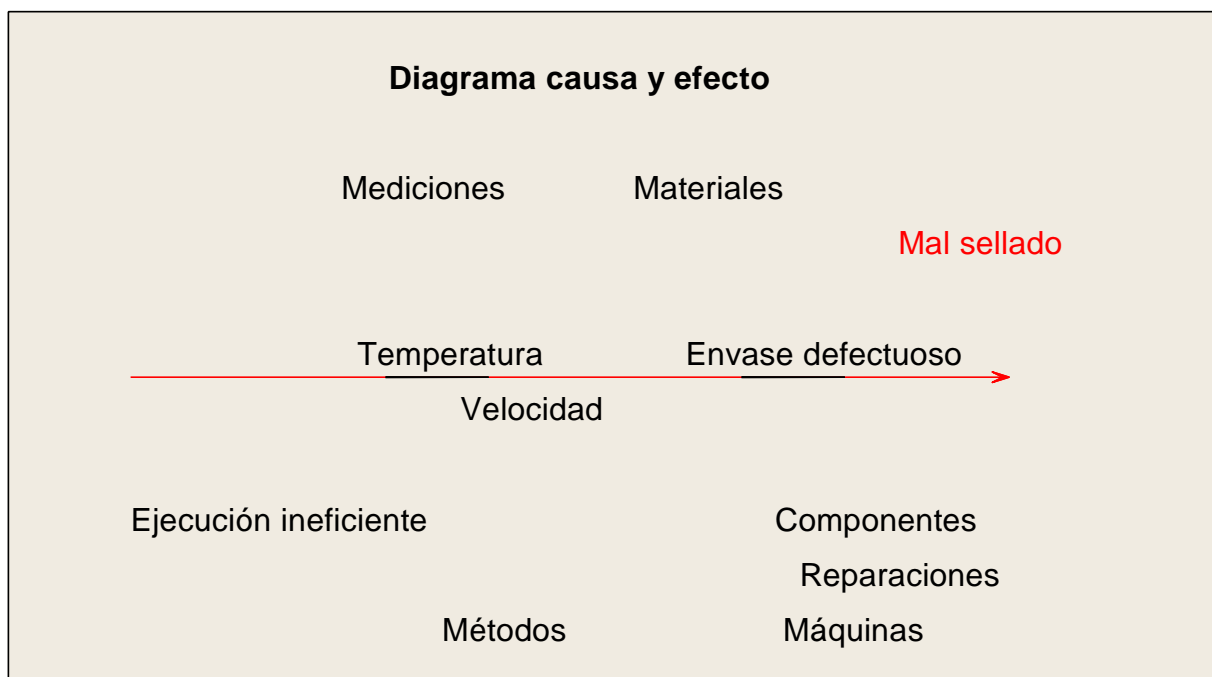 Diagrama causa y efecto
Mediciones
Materiales
Mal sellado
Temperatura
Envase defectuoso
Velocidad
Ejecución ineficiente
Componentes
Reparaciones
Métodos
Máquinas